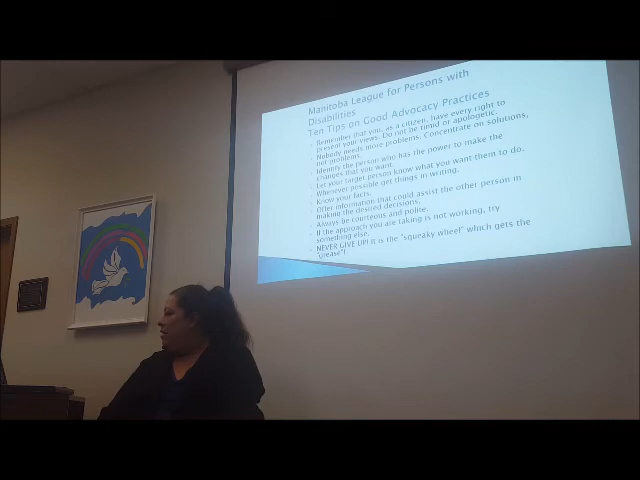 Manitoba League for Persons with
Disabilities
Ten Tips on Good Advocacy Practices
Remember that you, as a citizen, have every right to
present your views. Do not be timid or apologetic.
Nobody needs more problems. Concentrate on solutions,
not problems.
Identify the person who has the power to make the
changes that you want.
Let your target person know what you want them to do.
Whenever possible get things in writing.
Know your facts.
Offer information that could assist the other person in
making the desired decisions.
Always be courteous and polite.
If the approach you are taking is not working, try
something else.
NEVER GIVE UP! It is the "squeaky wheel" which gets the
"grease"!